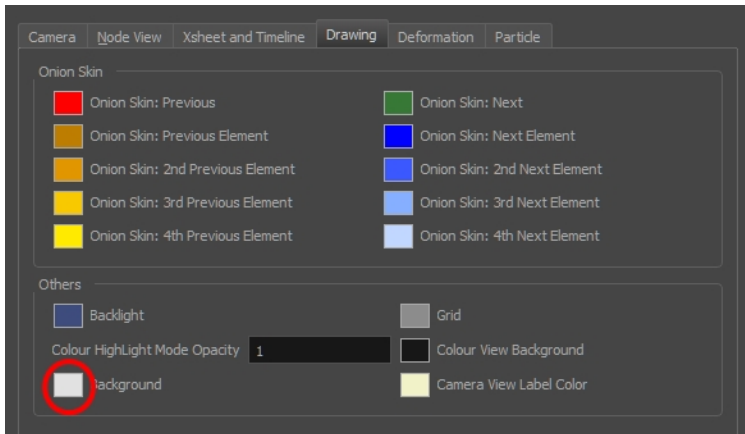 Camera Node View Xsheet and Timeline Drawing Deformation Particle
Onion Skin
Onion Skin: Previous Onion Skin: Next
Onion Skin: Previous Element Onion Skin: Next Element
Onion Skin: 2nd Previous Element Onion Skin: 2nd Next Element
Onion Skin: 3rd Previous Element Onion Skin: 3rd Next Element
Onion Skin: 4th Previous Element Onion Skin: 4th Next Element
Others
Backlight Grid
Colour HighLight Mode Opacity 1 Colour View Background
Background Camera View Label Color